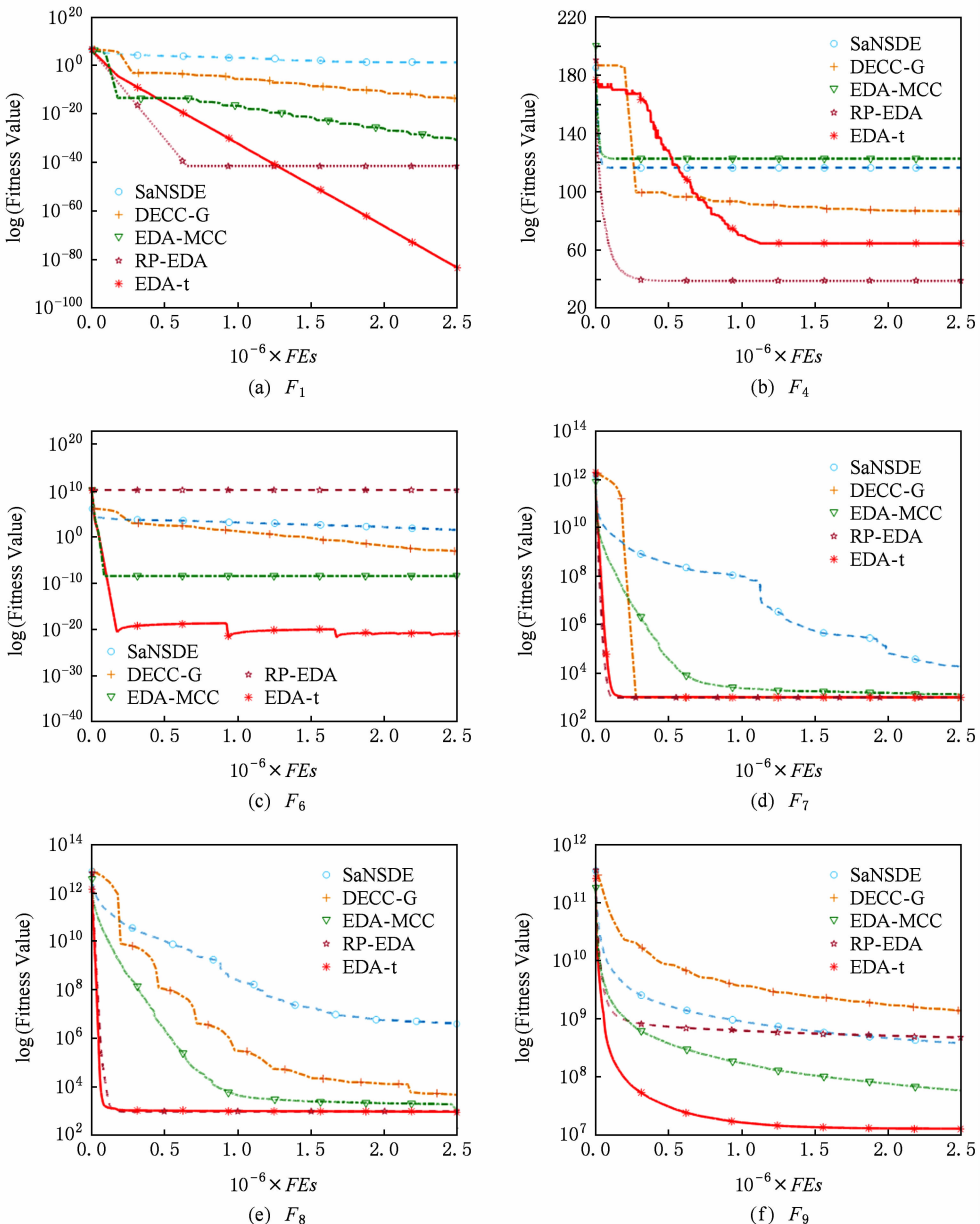 log(Fitness Value)
10^20
10^0
10^-20
10^-40
10^-60
10^-80
10^-100
SaNSDE
DECC-G
EDA-MCC
RP-EDA
EDA-t
0.0 0.5 1.0 1.5 2.0 2.5
10^-6 × FEs
(a) F_1
log(Fitness Value)
220
180
140
100
60
20
SaNSDE
DECC-G
EDA-MCC
RP-EDA
EDA-t
0.0 0.5 1.0 1.5 2.0 2.5
10^-6 × FEs
(b) F_4
log(Fitness Value)
10^20
10^10
10^0
10^-10
10^-20
10^-30
10^-40
SaNSDE
DECC-G RP-EDA
EDA-MCC EDA-t
0.0 0.5 1.0 1.5 2.0 2.5
10^-6 × FEs
(c) F_6
log(Fitness Value)
10^14
10^12
10^10
10^8
10^6
10^4
10^2
SaNSDE
DECC-G
EDA-MCC
RP-EDA
EDA-t
0.0 0.5 1.0 1.5 2.0 2.5
10^-6 × FEs
(d) F_7
log(Fitness Value)
10^14
10^12
10^10
10^8
10^6
10^4
10^2
SaNSDE
DECC-G
EDA-MCC
RP-EDA
EDA-t
0.0 0.5 1.0 1.5 2.0 2.5
10^-6 × FEs
(e) F_8
log(Fitness Value)
10^12
10^11
10^10
10^9
10^8
10^7
SaNSDE
DECC-G
EDA-MCC
RP-EDA
EDA-t
0.0 0.5 1.0 1.5 2.0 2.5
10^-6 × FEs
(f) F_9